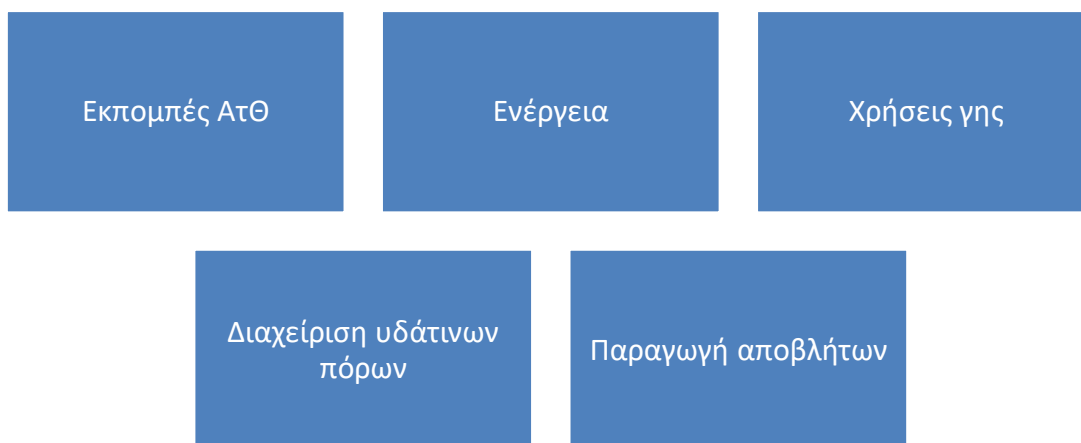 Εκπομπές ΑτΘ
Ενέργεια
Χρήσεις γης
Διαχείριση υδάτινων
πόρων
Παραγωγή αποβλήτων